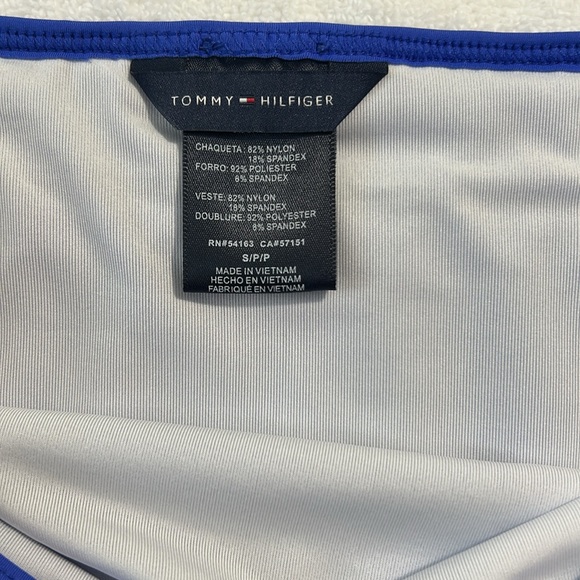 TOMMY HILFIGER
CHAQUETA: 82% NYLON
18% SPANDEX
FORRO: 92% POLIESTER
8% SPANDEX
VESTE: 82% NYLON
18% SPANDEX
DOUBLURE: 92% POLYESTER
8% SPANDEX
RN#54163 CA#57151
S/P/P
MADE IN VIETNAM
HECHO EN VIETNAM
FABRIQUÉ EN VIETNAM